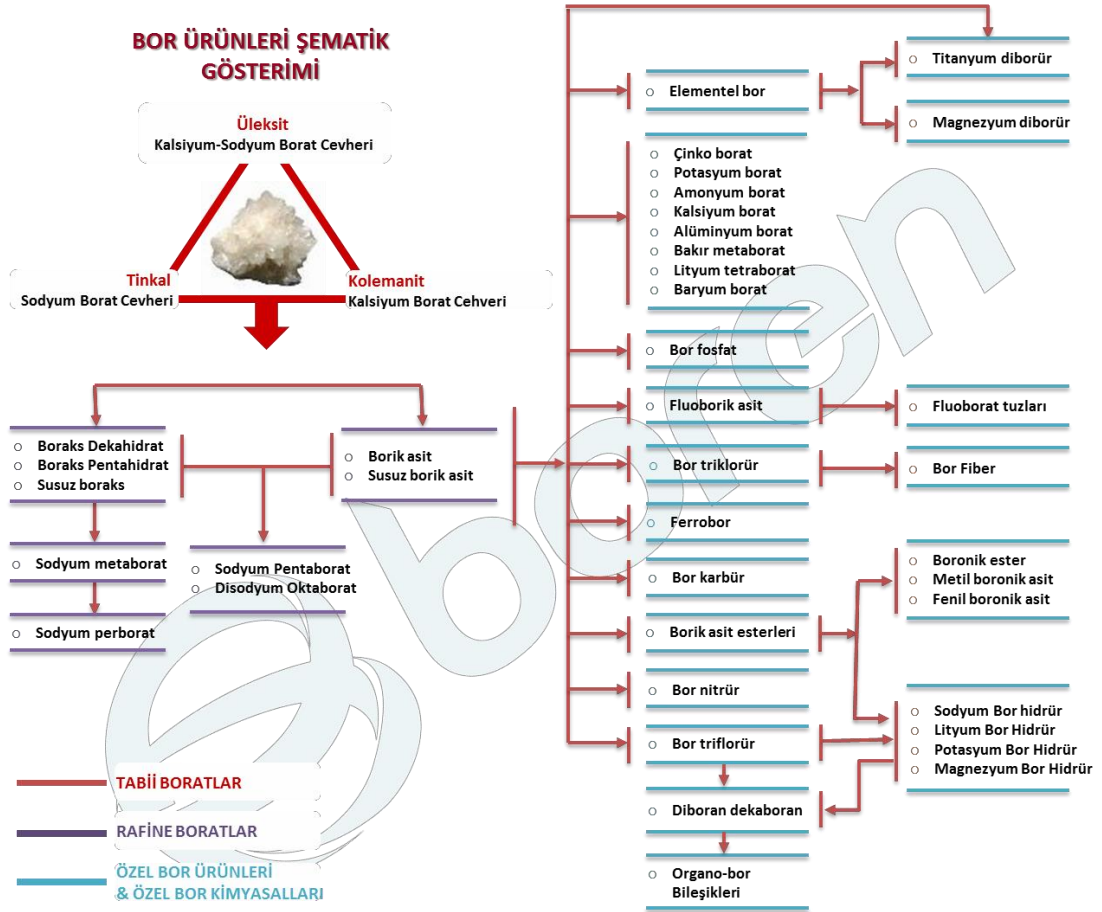 BOR ÜRÜNLERİ ŞEMATİK
GÖSTERİMİ
Üleksit
Kalsiyum-Sodyum Borat Cevheri
Tinkal
Sodyum Borat Cevheri
Kolemanit
Kalsiyum Borat Cehveri
Boraks Dekahidrat
Boraks Pentahidrat
Susuz boraks
Borik asit
Susuz borik asit
Sodyum metaborat
Sodyum Pentaborat
Disodyum Oktaborat
Sodyum perborat
TABİİ BORATLAR
RAFİNE BORATLAR
ÖZEL BOR ÜRÜNLERİ
& ÖZEL BOR KİMYASALLARI
Elementel bor
Titanyum diborür
Magnezyum diborür
Çinko borat
Potasyum borat
Amonyum borat
Kalsiyum borat
Alüminyum borat
Bakır metaborat
Lityum tetraborat
Baryum borat
Bor fosfat
Fluoborik asit
Fluoborat tuzları
Bor triklorür
Bor Fiber
Ferrobor
Bor karbür
Boronik ester
Metil boronik asit
Fenil boronik asit
Borik asit esterleri
Bor nitrür
Bor triflorür
Sodyum Bor hidrür
Lityum Bor Hidrür
Potasyum Bor Hidrür
Magnezyum Bor Hidrür
Diboran dekaboran
Organo-bor
Bileşikleri
boren